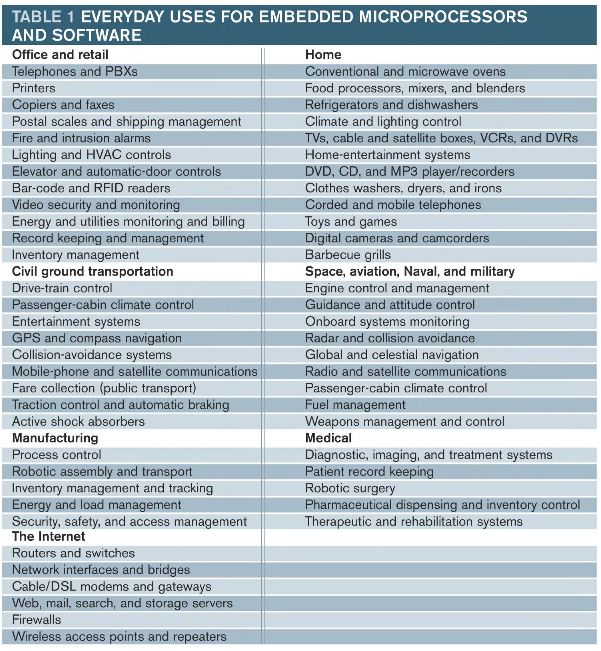 TABLE 1 EVERYDAY USES FOR EMBEDDED MICROPROCESSORS
AND SOFTWARE
Office and retail
Telephones and PBXs
Printers
Copiers and faxes
Postal scales and shipping management
Fire and intrusion alarms
Lighting and HVAC controls
Elevator and automatic-door controls
Bar-code and RFID readers
Video security and monitoring
Energy and utilities monitoring and billing
Record keeping and management
Inventory management
Home
Conventional and microwave ovens
Food processors, mixers, and blenders
Refrigerators and dishwashers
Climate and lighting control
TVs, cable and satellite boxes, VCRs, and DVRs
Home-entertainment systems
DVD, CD, and MP3 player/recorders
Clothes washers, dryers, and irons
Corded and mobile telephones
Toys and games
Digital cameras and camcorders
Barbecue grills
Civil ground transportation
Drive-train control
Passenger-cabin climate control
Entertainment systems
GPS and compass navigation
Collision-avoidance systems
Mobile-phone and satellite communications
Fare collection (public transport)
Traction control and automatic braking
Active shock absorbers
Space, aviation, Naval, and military
Engine control and management
Guidance and attitude control
Onboard systems monitoring
Radar and collision avoidance
Global and celestial navigation
Radio and satellite communications
Passenger-cabin climate control
Fuel management
Weapons management and control
Manufacturing
Process control
Robotic assembly and transport
Inventory management and tracking
Energy and load management
Security, safety, and access management
Medical
Diagnostic, imaging, and treatment systems
Patient record keeping
Robotic surgery
Pharmaceutical dispensing and inventory control
Therapeutic and rehabilitation systems
The Internet
Routers and switches
Network interfaces and bridges
Cable/DSL modems and gateways
Web, mail, search, and storage servers
Firewalls
Wireless access points and repeaters